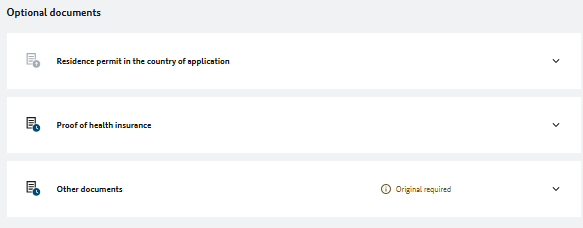 Optional documents
Residence permit in the country of application
Proof of health insurance
Other documents
Original required